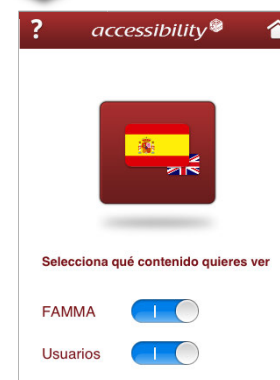 ? accessibility
Selecciona qué contenido quieres ver
FAMMA
Usuarios